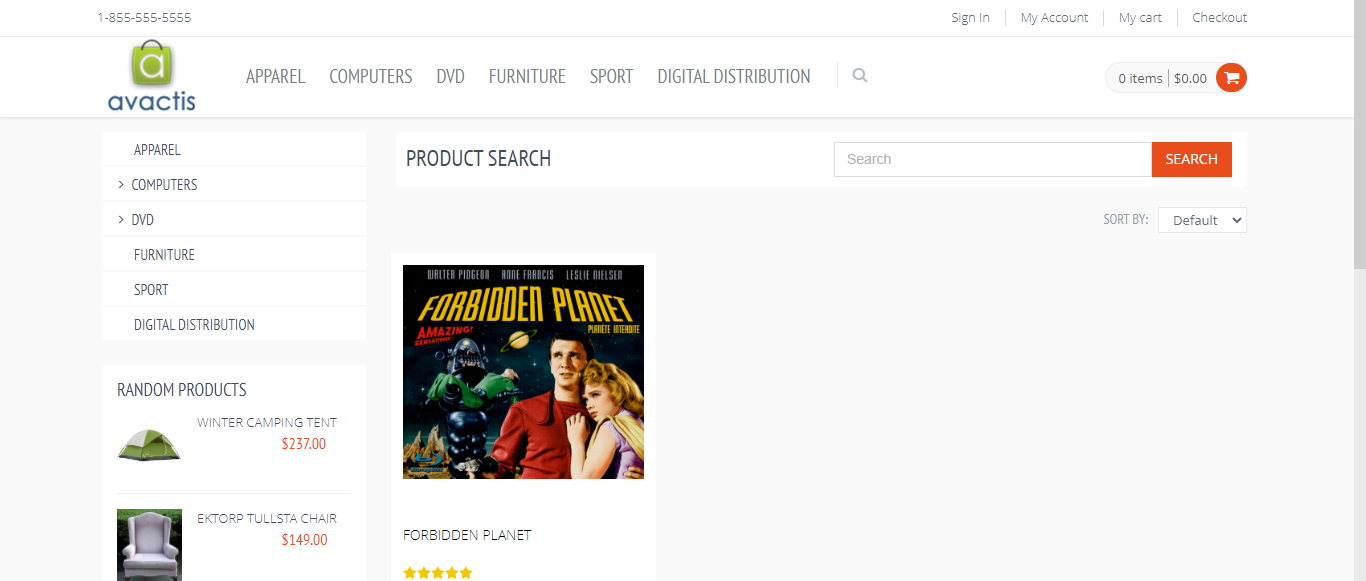 1-855-555-5555
Sign In
My Account
My cart
Checkout
avactis
APPAREL
COMPUTERS
DVD
FURNITURE
SPORT
DIGITAL DISTRIBUTION
0 items
$0.00
APPAREL
COMPUTERS
DVD
FURNITURE
SPORT
DIGITAL DISTRIBUTION
RANDOM PRODUCTS
WINTER CAMPING TENT
$237.00
EKTORP TULLSTA CHAIR
$149.00
PRODUCT SEARCH
Search
SEARCH
SORT BY:
Default
WALTER PIDGEON ANNE FRANCIS LESLIE NIELSEN
FORBIDDEN PLANET
PLANÈTE INTERDITE
AMAZING!
SENSATIONAL!
FORBIDDEN PLANET